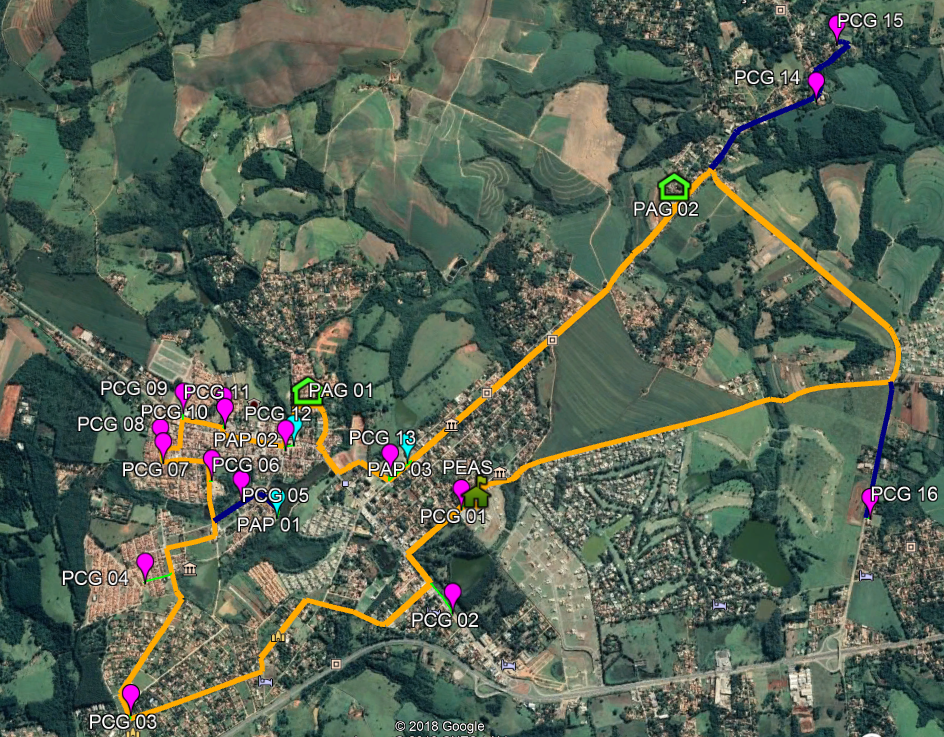 PCG 15
PCG 14
PAG 02
PCG 09
PCG 11
PAG 01
PCG 10
PCG 12
PCG 08
PAP 02
PCG 13
PCG 07
PCG 06
PAP 03
PEAS
PCG 05
PCG 16
PAP 01
PCG 01
PCG 04
PCG 02
PCG 03
© 2018 Google